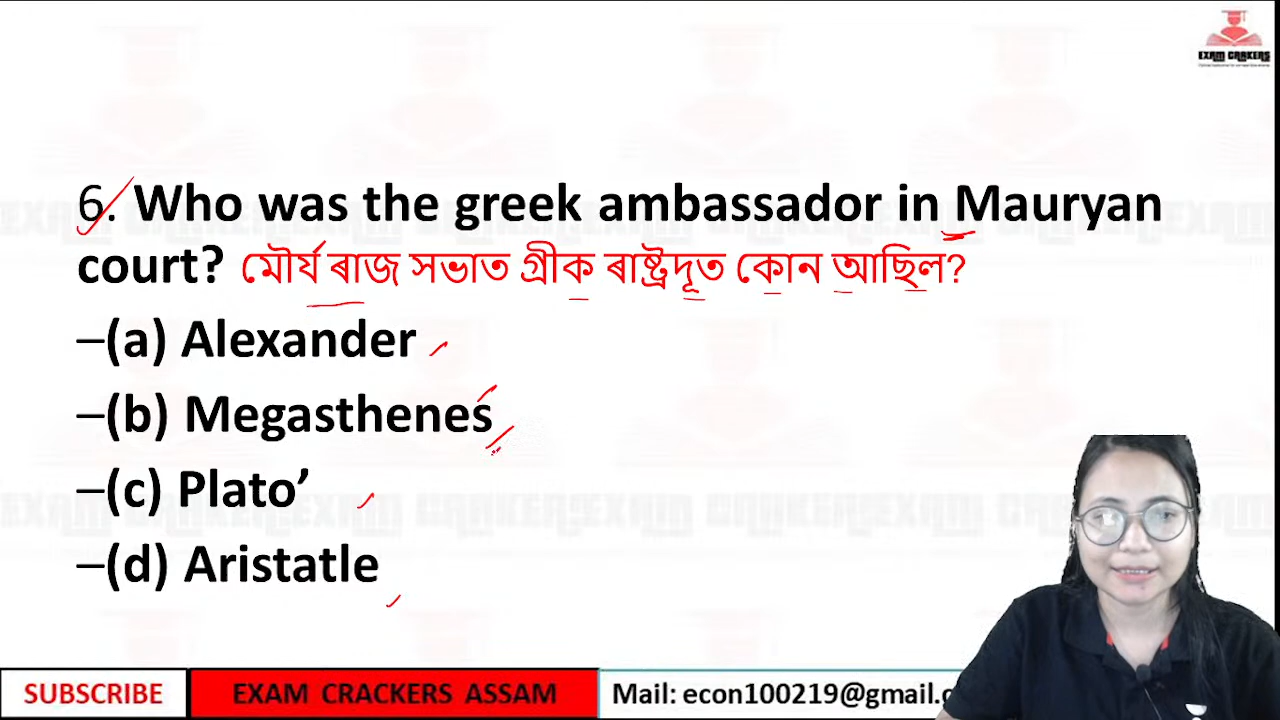 EXAM CRAKERS
6. Who was the greek ambassador in Mauryan
court? মৌৰ্য ৰাজ সভাত গ্ৰীক ৰাষ্ট্ৰদূত কোন আছিল?
–(a) Alexander
–(b) Megasthenes
–(c) Plato’
–(d) Aristatle
SUBSCRIBE EXAM CRACKERS ASSAM Mail: econ100219@gmail.c